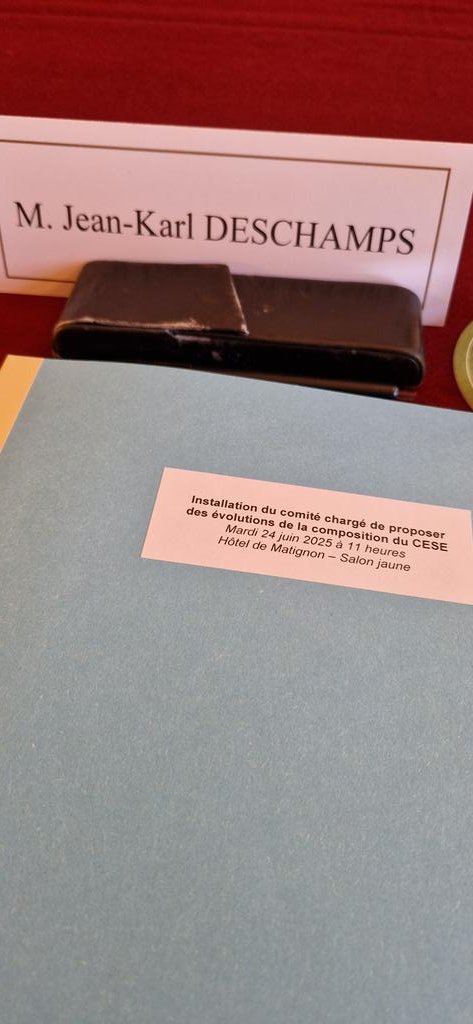 M. Jean-Karl DESCHAMPS
Installation du comité chargé de proposer
des évolutions de la composition du CESE
Mardi 24 juin 2025 à 11 heures
Hôtel de Matignon – Salon jaune